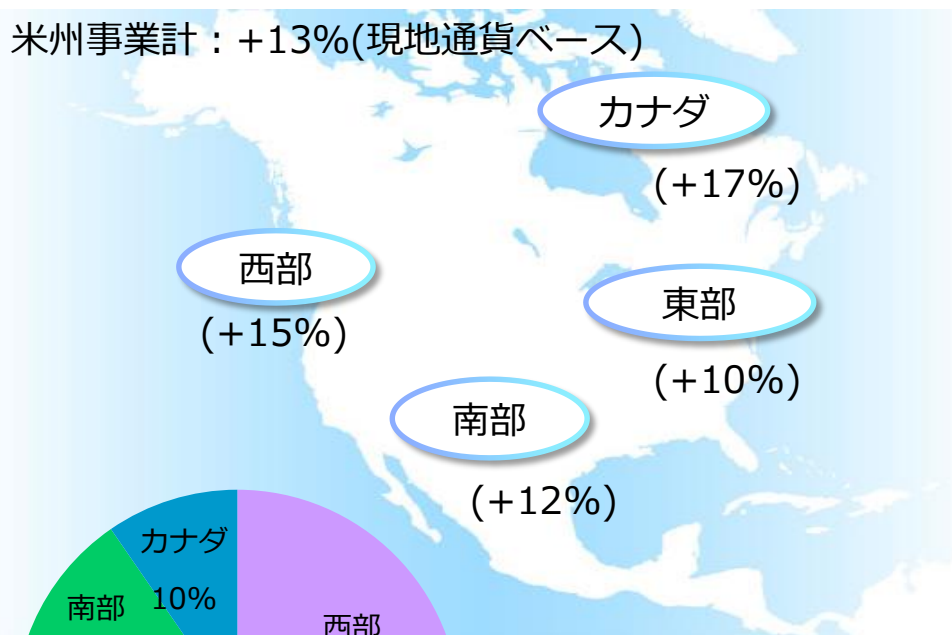 米州事業計：+13%(現地通貨ベース)
カナダ
(+17%)
西部
(+15%)
東部
(+10%)
南部
(+12%)
カナダ
10%
南部
西部